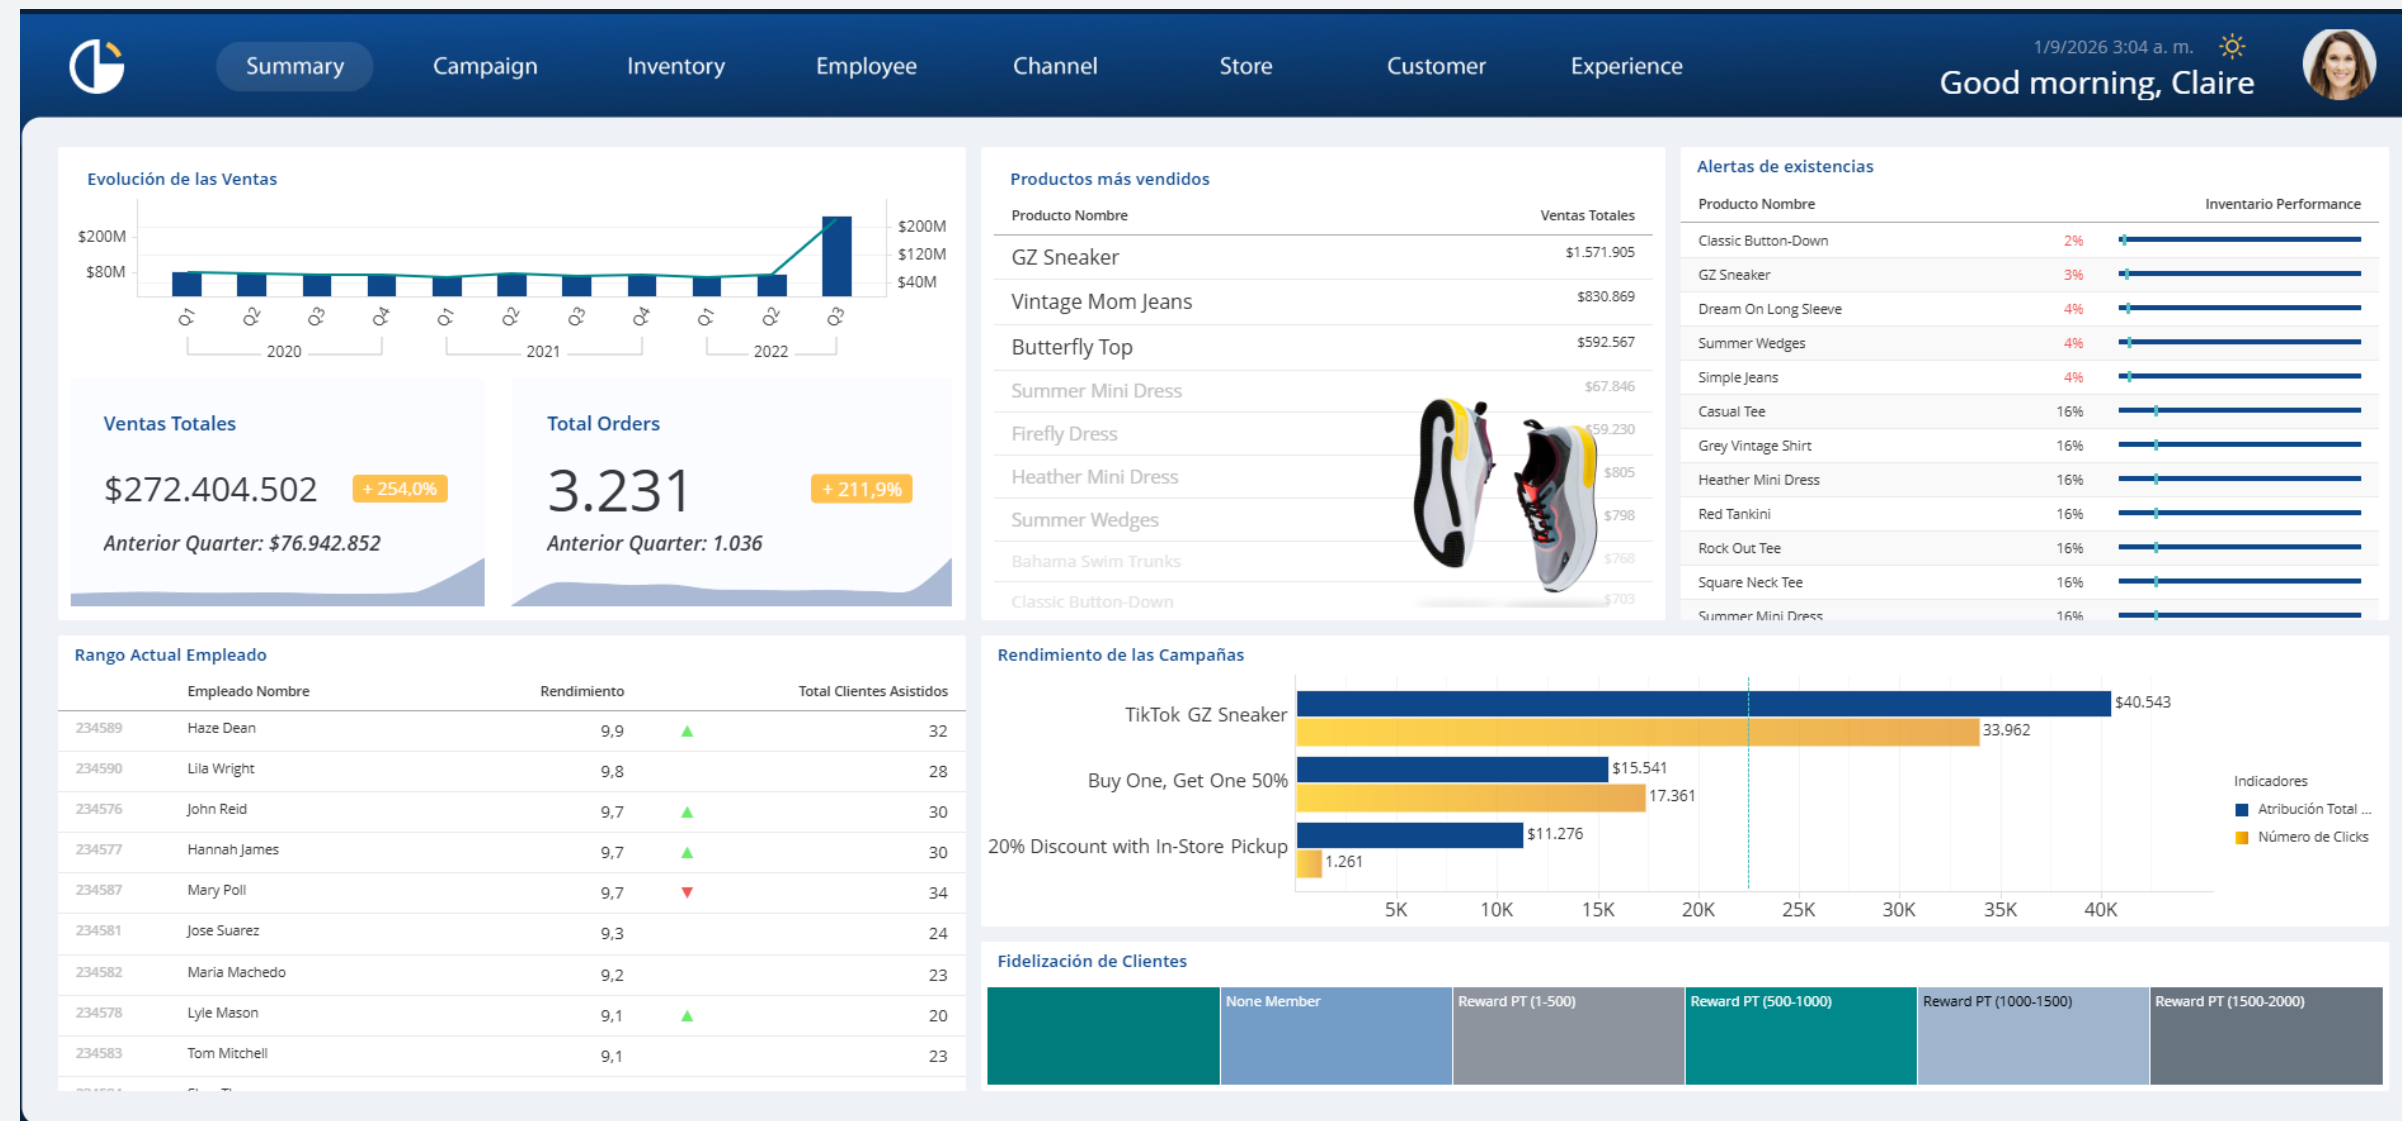 Summary Campaign Inventory Employee Channel Store Customer Experience
1/9/2026 3:04 a. m.
Good morning, Claire
Evolución de las Ventas
$200M
$80M
$200M
$120M
$40M
Q1 Q2 Q3 Q4 Q1 Q2 Q3 Q4 Q1 Q2 Q3
2020 2021 2022
Ventas Totales
$272.404.502 + 254,0%
Anterior Quarter: $76.942.852
Total Orders
3.231 + 211,9%
Anterior Quarter: 1.036
Productos más vendidos
Producto Nombre Ventas Totales
GZ Sneaker $1.571.905
Vintage Mom Jeans $830.869
Butterfly Top $592.567
Summer Mini Dress $67.846
Firefly Dress $59.230
Heather Mini Dress $805
Summer Wedges $798
Bahama Swim Trunks $768
Classic Button-Down $703
Alertas de existencias
Producto Nombre Inventario Performance
Classic Button-Down 2%
GZ Sneaker 3%
Dream On Long Sleeve 4%
Summer Wedges 4%
Simple Jeans 4%
Casual Tee 16%
Grey Vintage Shirt 16%
Heather Mini Dress 16%
Red Tankini 16%
Rock Out Tee 16%
Square Neck Tee 16%
Summer Mini Dress 16%
Rango Actual Empleado
Empleado Nombre Rendimiento Total Clientes Asistidos
234589 Haze Dean 9,9 ▲ 32
234590 Lila Wright 9,8 28
234576 John Reid 9,7 ▲ 30
234577 Hannah James 9,7 ▲ 30
234587 Mary Poll 9,7 ▼ 34
234581 Jose Suarez 9,3 24
234582 Maria Machedo 9,2 23
234578 Lyle Mason 9,1 ▲ 20
234583 Tom Mitchell 9,1 23
Rendimiento de las Campañas
TikTok GZ Sneaker $40.543
33.962
Buy One, Get One 50% $15.541
17.361
20% Discount with In-Store Pickup $11.276
1.261
5K 10K 15K 20K 25K 30K 35K 40K
Indicadores
Atribución Total ...
Número de Clicks
Fidelización de Clientes
None Member Reward PT (1-500) Reward PT (500-1000) Reward PT (1000-1500) Reward PT (1500-2000)